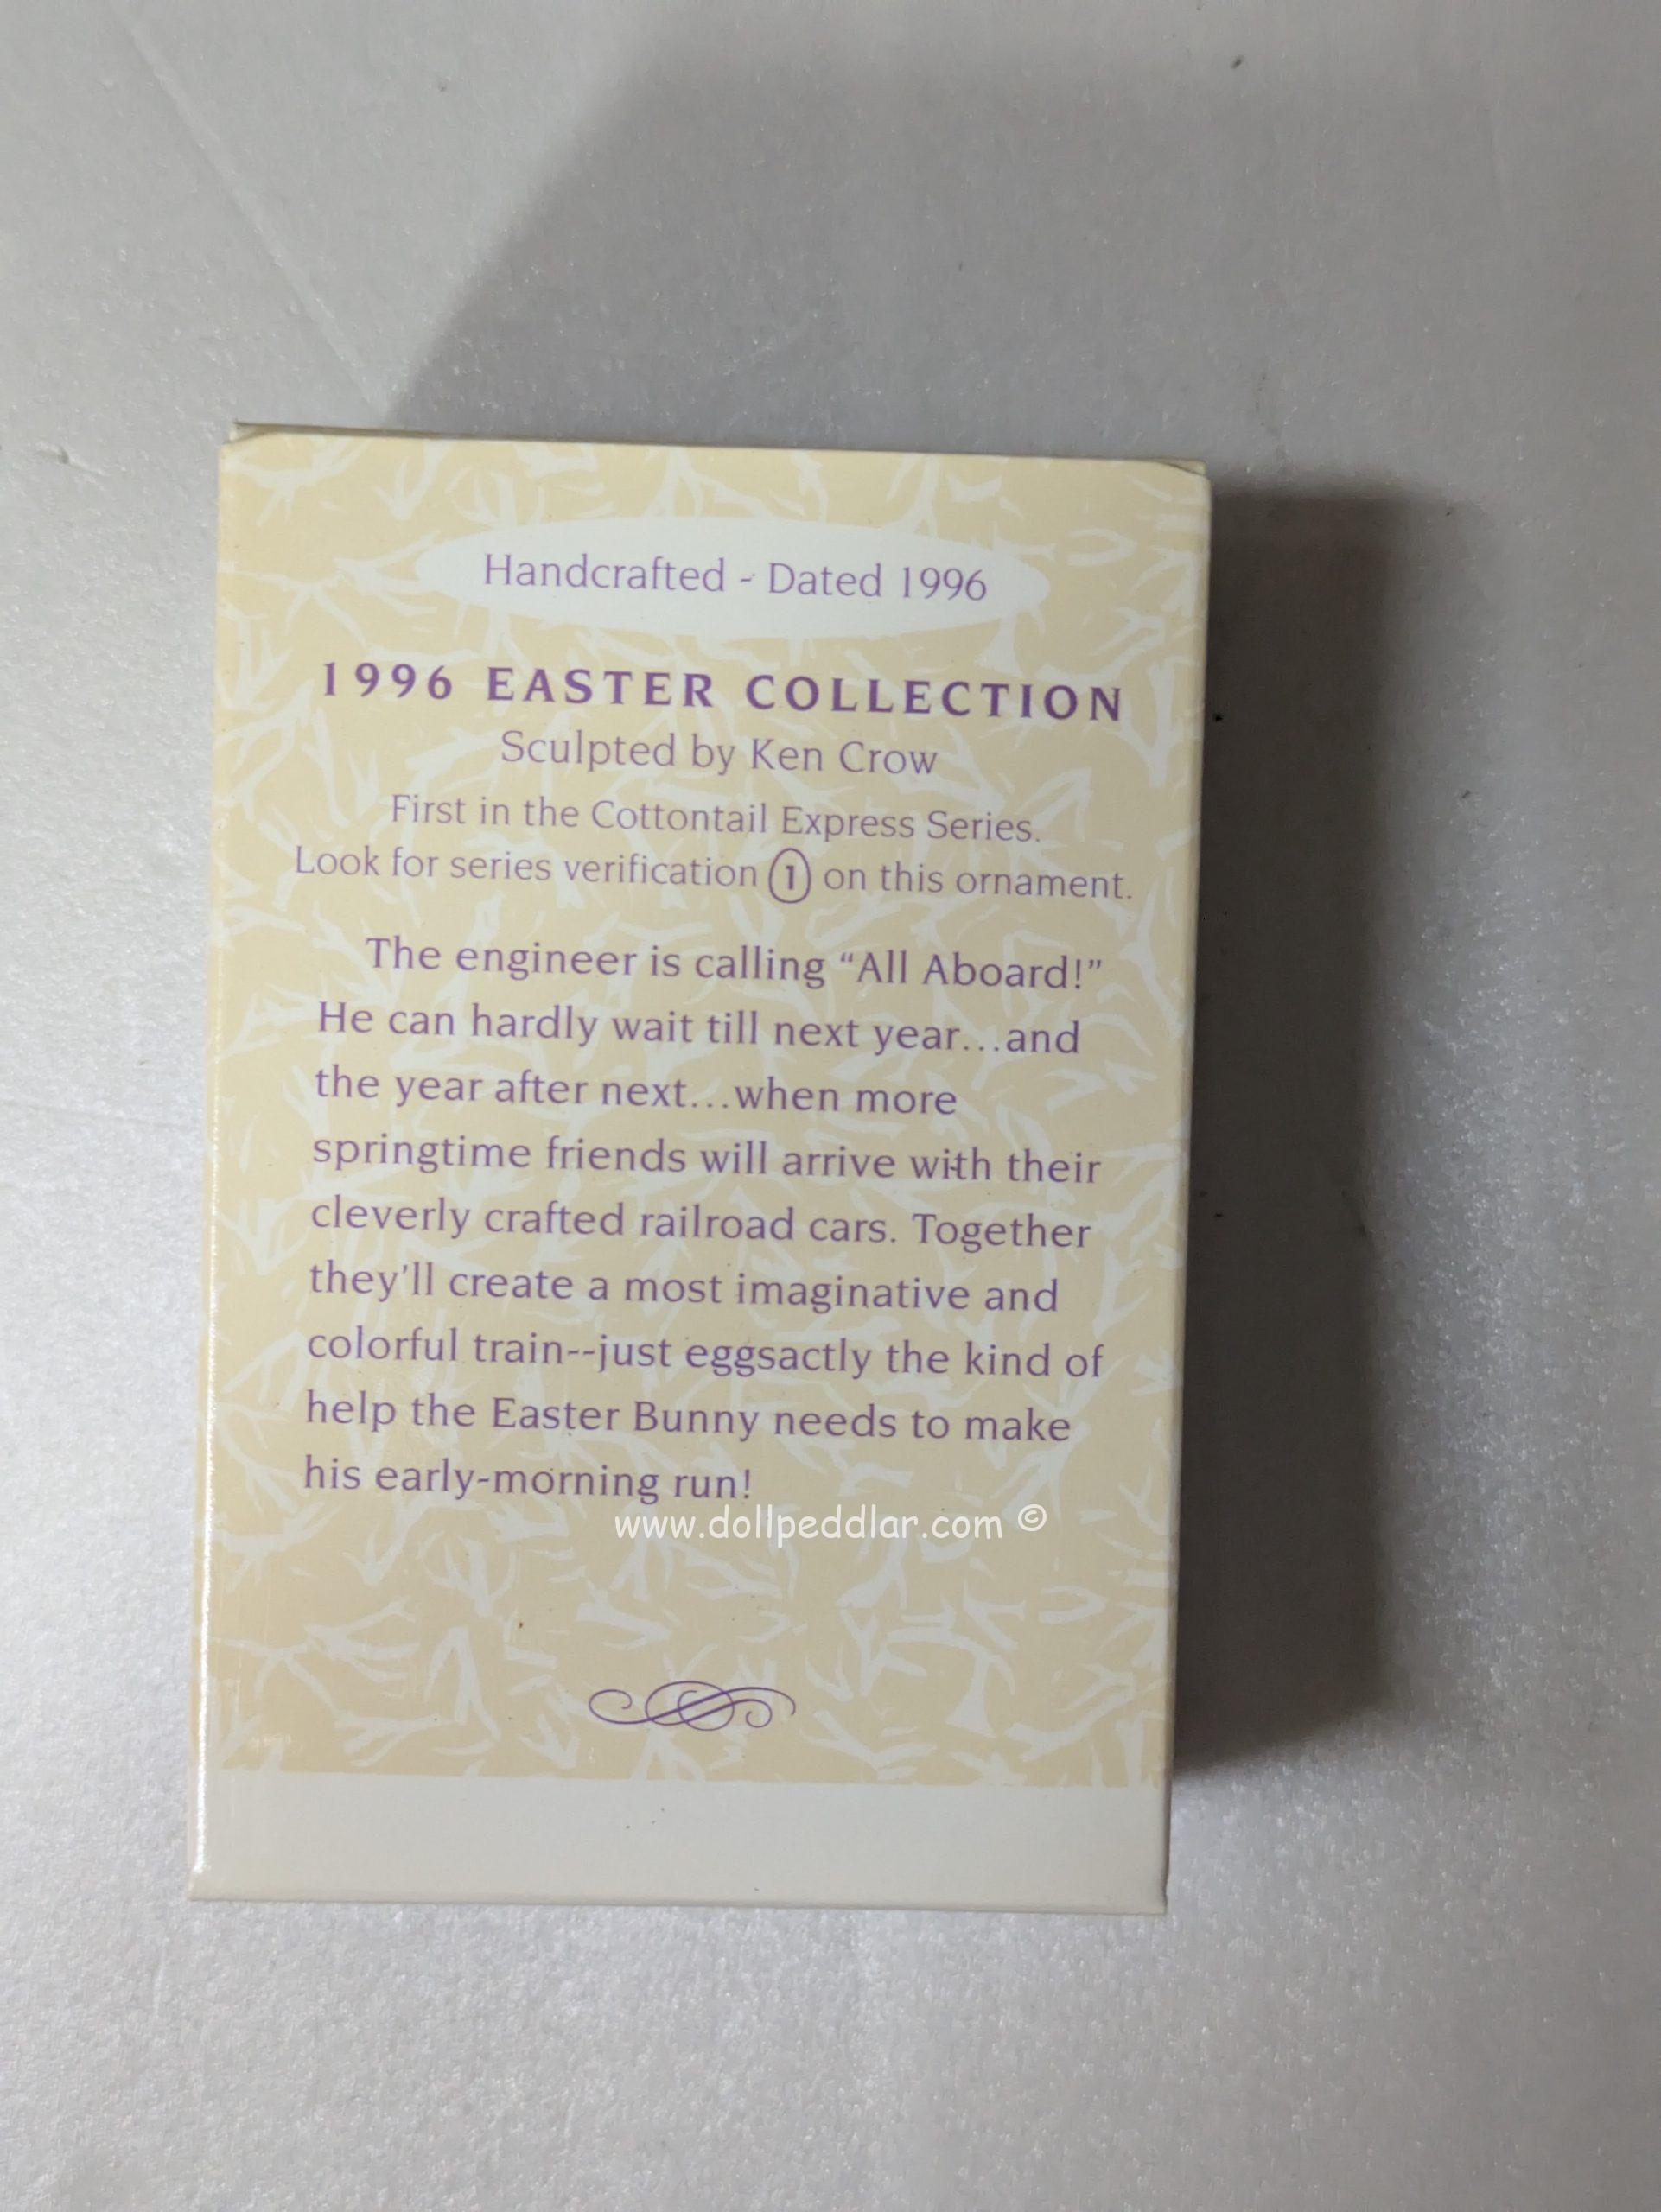 Handcrafted - Dated 1996
1996 EASTER COLLECTION
Sculpted by Ken Crow
First in the Cottontail Express Series.
Look for series verification 1 on this ornament.
The engineer is calling “All Aboard!”
He can hardly wait till next year...and
the year after next...when more
springtime friends will arrive with their
cleverly crafted railroad cars. Together
they'll create a most imaginative and
colorful train--just eggsactly the kind of
help the Easter Bunny needs to make
his early-morning run!
www.dollpeddlar.com ©